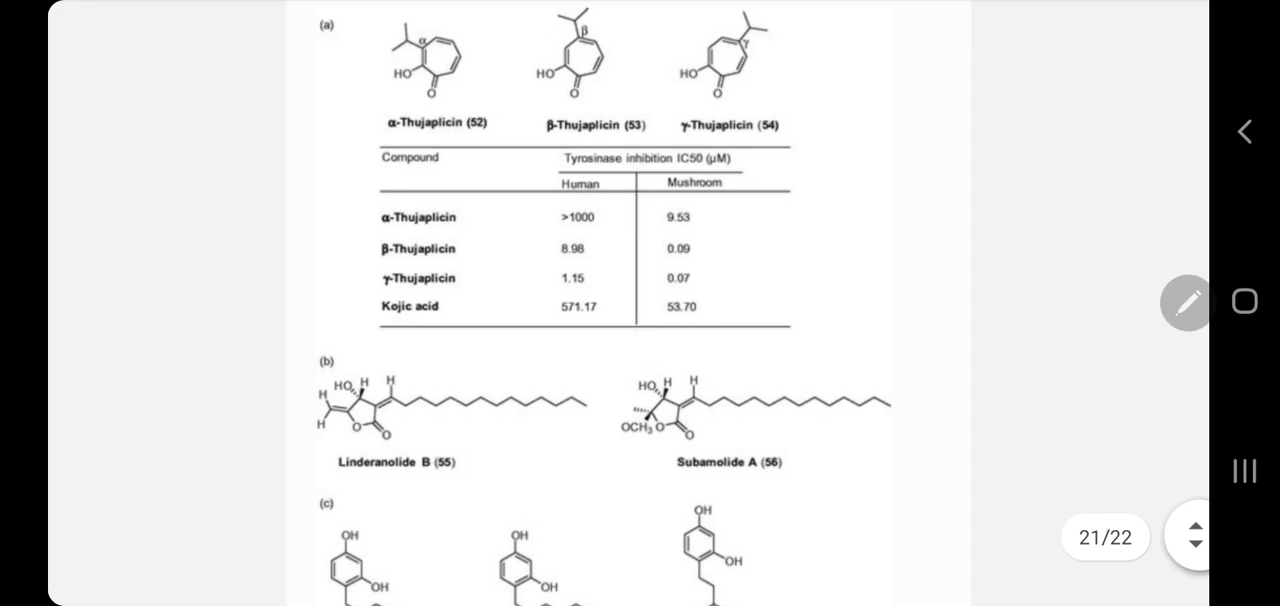 (a)
α
β
γ
HO
HO
HO
O
O
O
α-Thujaplicin (52)
β-Thujaplicin (53)
γ-Thujaplicin (54)
Compound
Tyrosinase inhibition IC50 (μM)
Human
Mushroom
α-Thujaplicin >1000 9.53
β-Thujaplicin 8.98 0.09
γ-Thujaplicin 1.15 0.07
Kojic acid 571.17 53.70
(b)
H HO H H
H O O
HO H H
OCH3 O O
Linderanolide B (55)
Subamolide A (56)
(c)
OH
OH
OH
OH
OH
OH
21/22